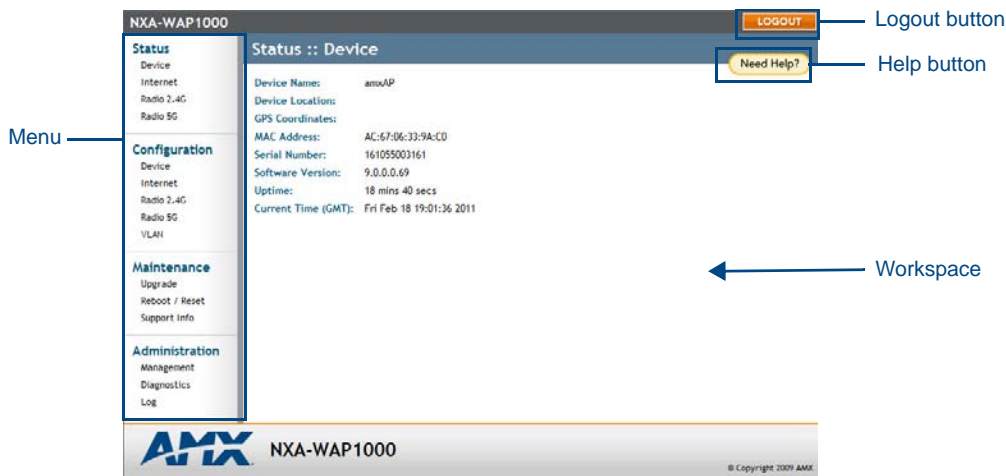 NXA-WAP1000
LOGOUT
Logout button
Status
Device
Internet
Radio 2.4G
Radio 5G
Configuration
Device
Internet
Radio 2.4G
Radio 5G
VLAN
Maintenance
Upgrade
Reboot / Reset
Support Info
Administration
Management
Diagnostics
Log
Menu
Status :: Device
Need Help?
Help button
Device Name: amxAP
Device Location:
GPS Coordinates:
MAC Address: AC:67:06:33:9A:C0
Serial Number: 161055003161
Software Version: 9.0.0.0.69
Uptime: 18 mins 40 secs
Current Time (GMT): Fri Feb 18 19:01:36 2011
Workspace
AMX NXA-WAP1000
© Copyright 2009 AMX